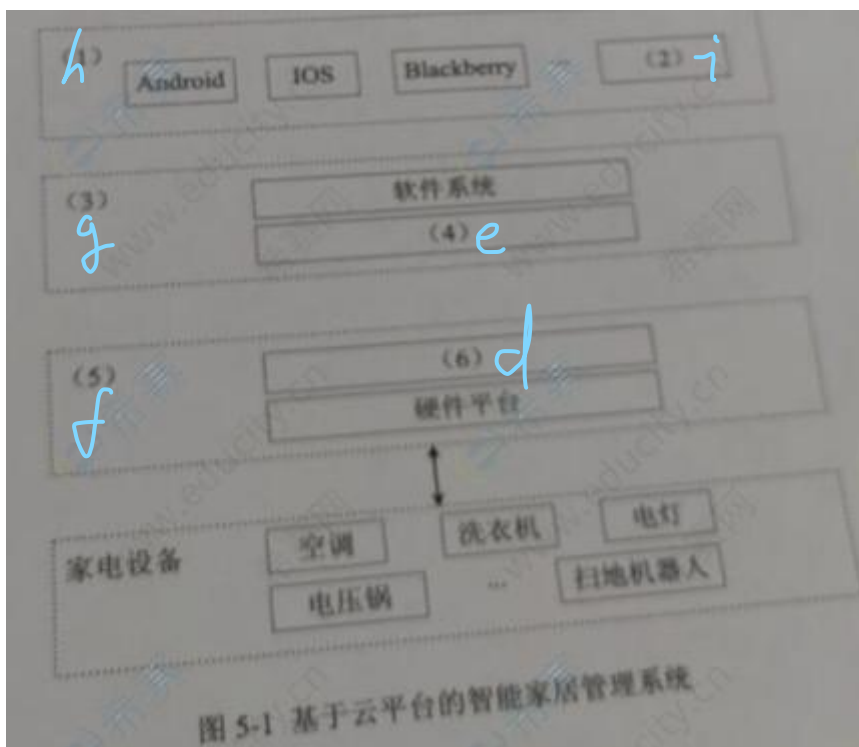 (1) h
Android IOS Blackberry ... (2) i
(3) g
软件系统
(4) e
(5) f
(6) d
硬件平台
家电设备
空调 洗衣机 电灯
电压锅 ... 扫地机器人
图 5-1 基于云平台的智能家居管理系统